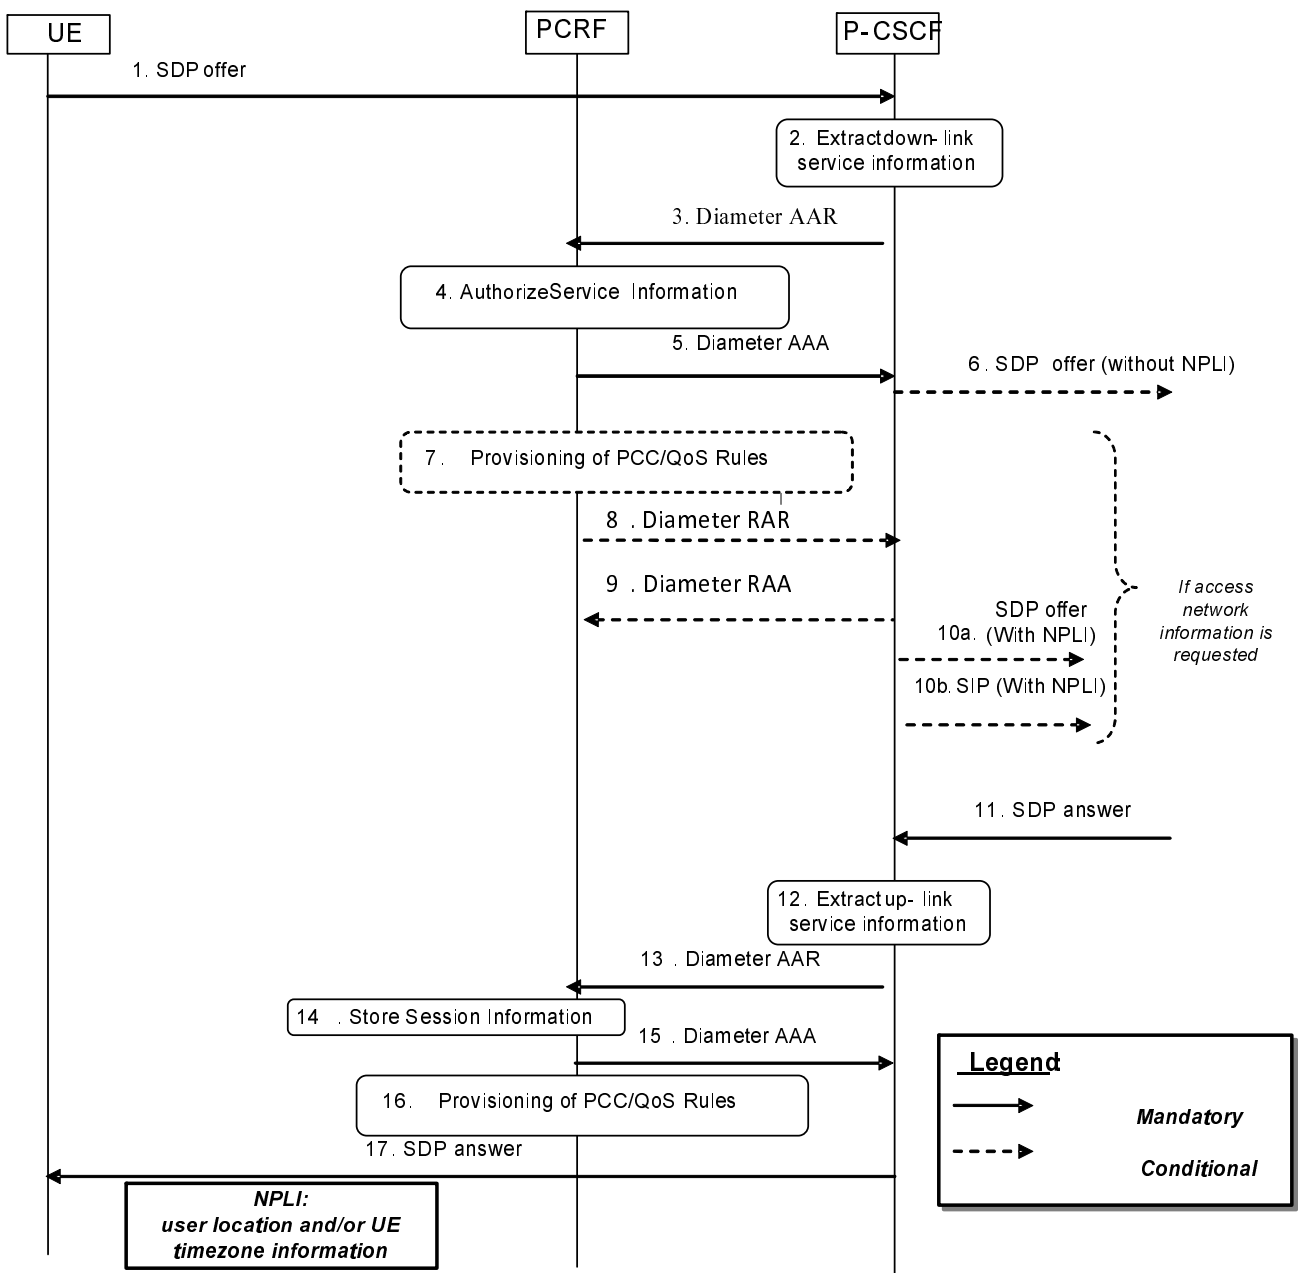 UE
PCRF
P-CSCF
1. SDP offer
2. Extract down-link
service information
3. Diameter AAR
4. Authorize Service Information
5. Diameter AAA
6. SDP offer (without NPLI)
7. Provisioning of PCC/QoS Rules
8. Diameter RAR
9. Diameter RAA
If access
network
information is
requested
SDP offer
10a. (With NPLI)
10b. SIP (With NPLI)
11. SDP answer
12. Extract up-link
service information
13. Diameter AAR
14. Store Session Information
15. Diameter AAA
16. Provisioning of PCC/QoS Rules
17. SDP answer
NPLI:
user location and/or UE
timezone information
Legend:
Mandatory
Conditional